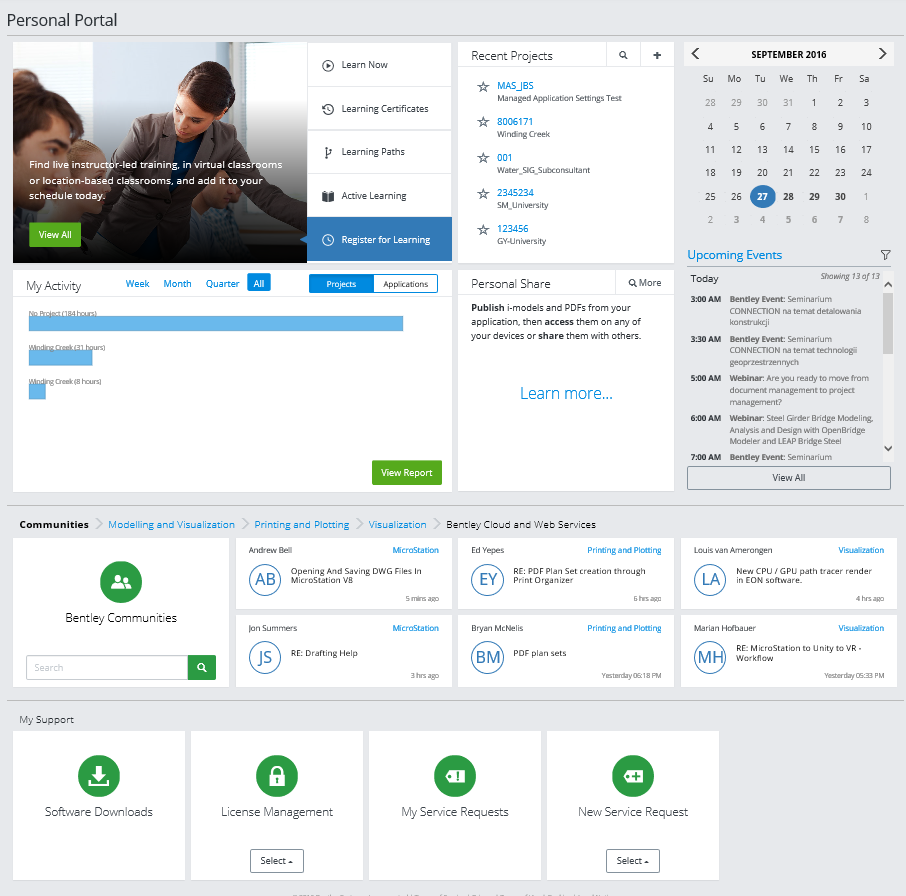 Personal Portal
Learn Now
Learning Certificates
Learning Paths
Active Learning
Register for Learning
Find live instructor-led training, in virtual classrooms
or location-based classrooms, and add it to your
schedule today.
View All
Recent Projects
MAS_JBS
Managed Application Settings Test
8006171
Winding Creek
001
Water_SIG_Subconsultant
2345234
SM_University
123456
GY-University
SEPTEMBER 2016
Su Mo Tu We Th Fr Sa
28 29 30 31 1 2 3
4 5 6 7 8 9 10
11 12 13 14 15 16 17
18 19 20 21 22 23 24
25 26 27 28 29 30 1
2 3 4 5 6 7 8
Upcoming Events
Today Showing 13 of 13
3:00 AM Bentley Event: Seminarium
CONNECTION na temat detalowania
konstrukcji
3:30 AM Bentley Event: Seminarium
CONNECTION na temat technologii
geoprzestrzennych
5:00 AM Webinar: Are you ready to move from
document management to project
management?
6:00 AM Webinar: Steel Girder Bridge Modeling,
Analysis and Design with OpenBridge
Modeler and LEAP Bridge Steel
7:00 AM Bentley Event: Seminarium
View All
My Activity Week Month Quarter All Projects Applications
No Project (184 hours)
Winding Creek (31 hours)
Winding Creek (8 hours)
View Report
Personal Share More
Publish i-models and PDFs from your
application, then access them on any of
your devices or share them with others.
Learn more...
Communities Modelling and Visualization Printing and Plotting Visualization Bentley Cloud and Web Services
Bentley Communities
Search
Andrew Bell MicroStation
AB Opening And Saving DWG Files In
MicroStation V8
5 mins ago
Ed Yepes Printing and Plotting
EY RE: PDF Plan Set creation through
Print Organizer
6 hrs ago
Louis van Amerongen Visualization
LA New CPU / GPU path tracer render
in EON software.
4 hrs ago
Jon Summers MicroStation
JS RE: Drafting Help
3 hrs ago
Bryan McNelis Printing and Plotting
BM PDF plan sets
Yesterday 06:18 PM
Marian Hofbauer Visualization
MH RE: MicroStation to Unity to VR -
Workflow
Yesterday 05:33 PM
My Support
Software Downloads
License Management
Select
My Service Requests
New Service Request
Select